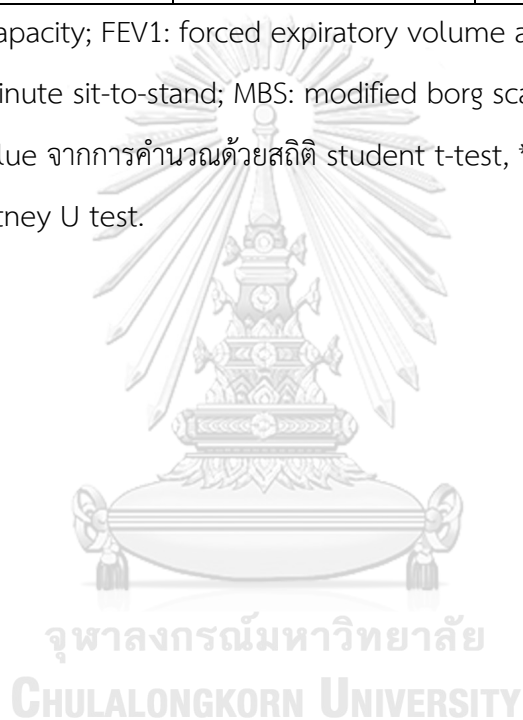 apacity; FEV1: forced expiratory volume a
inute sit-to-stand; MBS: modified borg sca
lue จากการคำนวณด้วยสถิติ student t-test, *
tney U test.
จุฬาลงกรณ์มหาวิทยาลัย
CHULALONGKORN UNIVERSITY